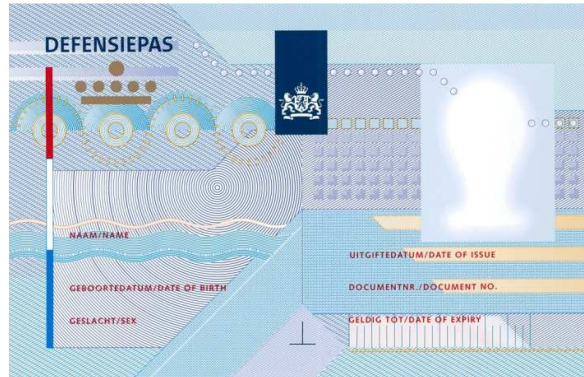 DEFENSIEPAS
NAAM/NAME
UITGIFTEDATUM/DATE OF ISSUE
GEBOORTEDATUM/DATE OF BIRTH
DOCUMENTNR./DOCUMENT NO.
GESLACHT/SEX
GELDIG TOT/DATE OF EXPIRY